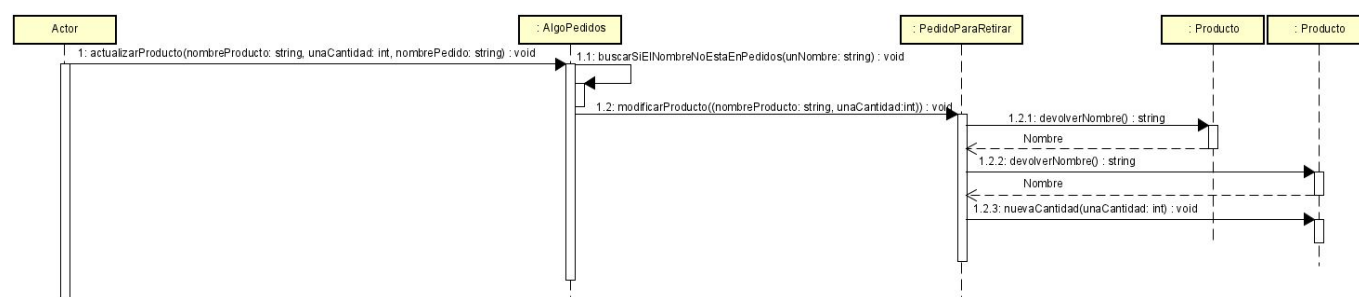 Actor
: AlgoPedidos
: PedidoParaRetirar
: Producto
: Producto
1: actualizarProducto(nombreProducto: string, unaCantidad: int, nombrePedido: string) : void
1.1: buscarSiElNombreNoEstaEnPedidos(unNombre: string) : void
1.2: modificarProducto((nombreProducto: string, unaCantidad:int)) : void
1.2.1: devolverNombre() : string
Nombre
1.2.2: devolverNombre() : string
Nombre
1.2.3: nuevaCantidad(unaCantidad: int) : void